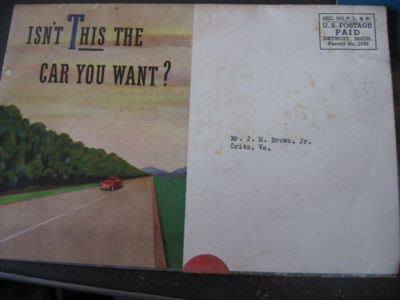 ISN'T THIS THE
CAR YOU WANT?
SEC. 562 P. L. & R.
U. S. POSTAGE
PAID
DETROIT, MICH.
Permit No. 2542
Mr. J. H. Brown, Jr.
Crits, Va.